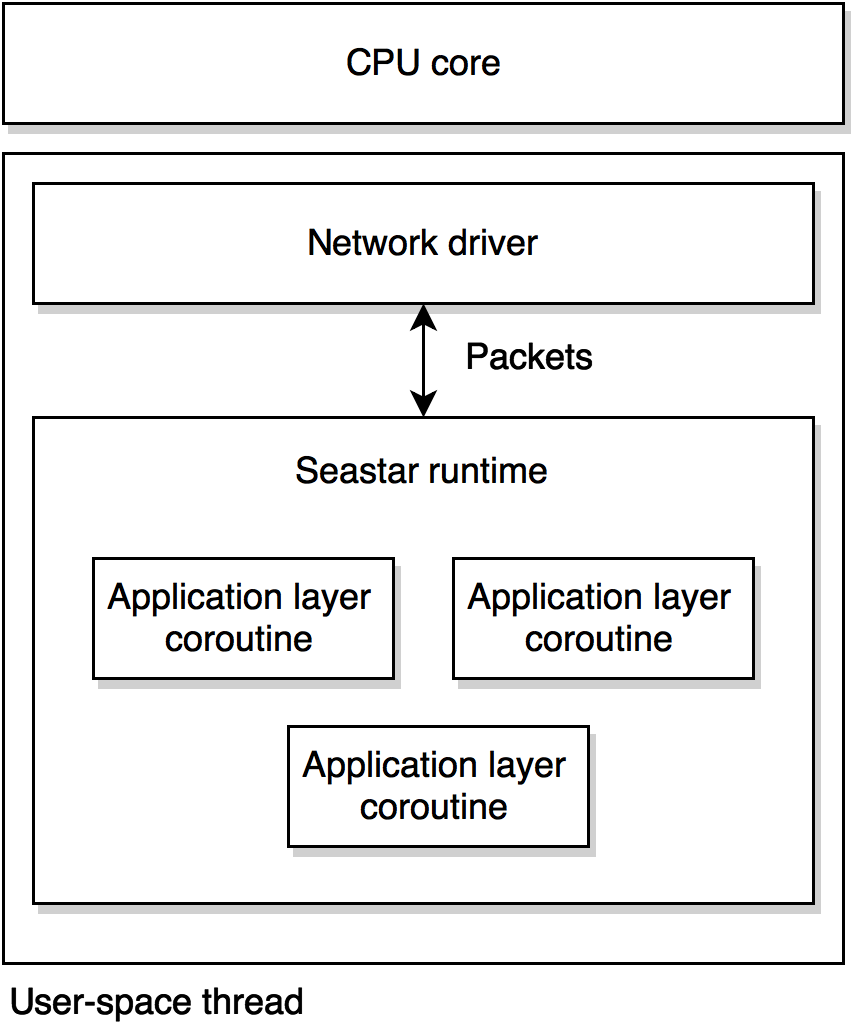 CPU core
Network driver
Packets
Seastar runtime
Application layer
coroutine
Application layer
coroutine
Application layer
coroutine
User-space thread